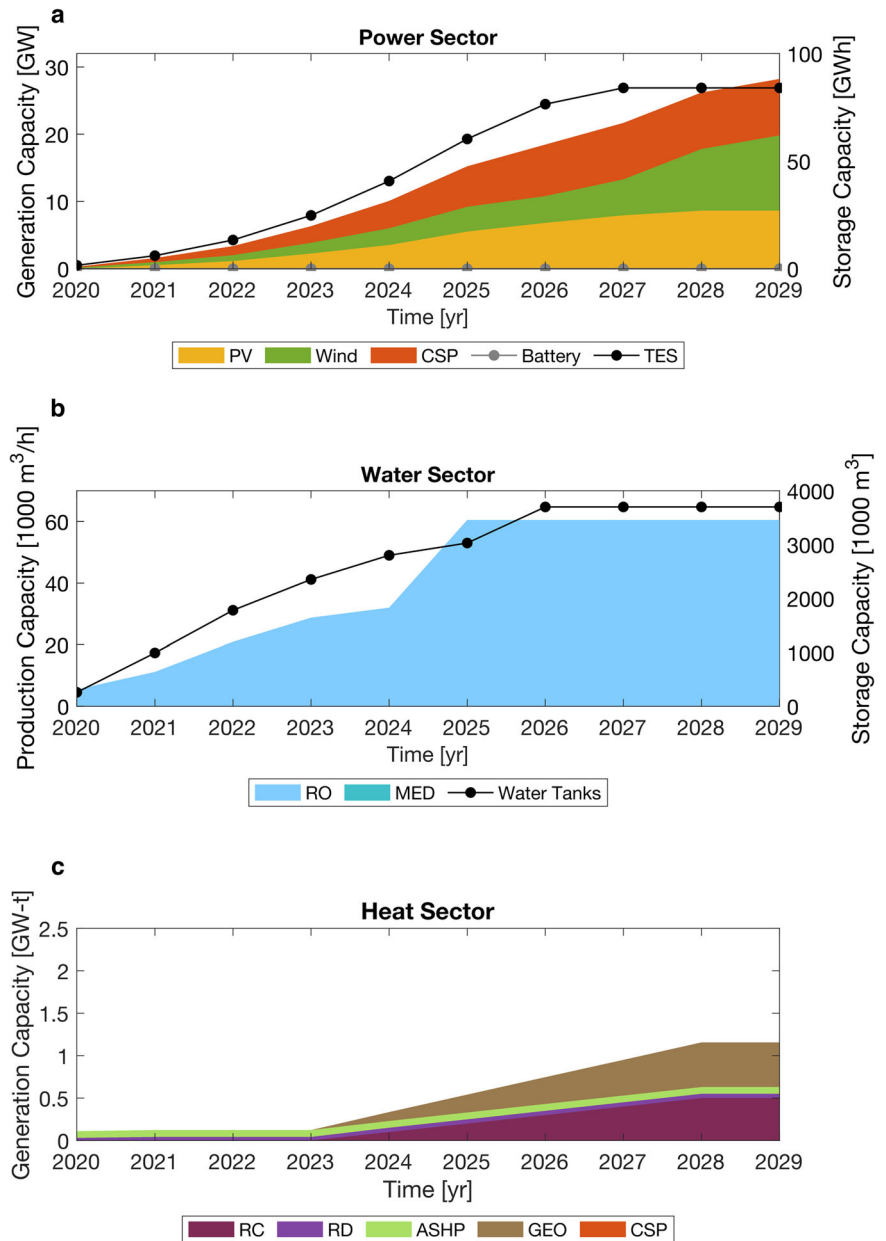 a
Power Sector
Generation Capacity [GW]
30
20
10
0
Storage Capacity [GWh]
100
50
0
2020 2021 2022 2023 2024 2025 2026 2027 2028 2029
Time [yr]
PV Wind CSP Battery TES
b
Water Sector
Production Capacity [1000 m³/h]
60
40
20
0
Storage Capacity [1000 m³]
4000
3000
2000
1000
0
2020 2021 2022 2023 2024 2025 2026 2027 2028 2029
Time [yr]
RO MED Water Tanks
c
Heat Sector
Generation Capacity [GW-t]
2.5
2
1.5
1
0.5
0
2020 2021 2022 2023 2024 2025 2026 2027 2028 2029
Time [yr]
RC RD ASHP GEO CSP